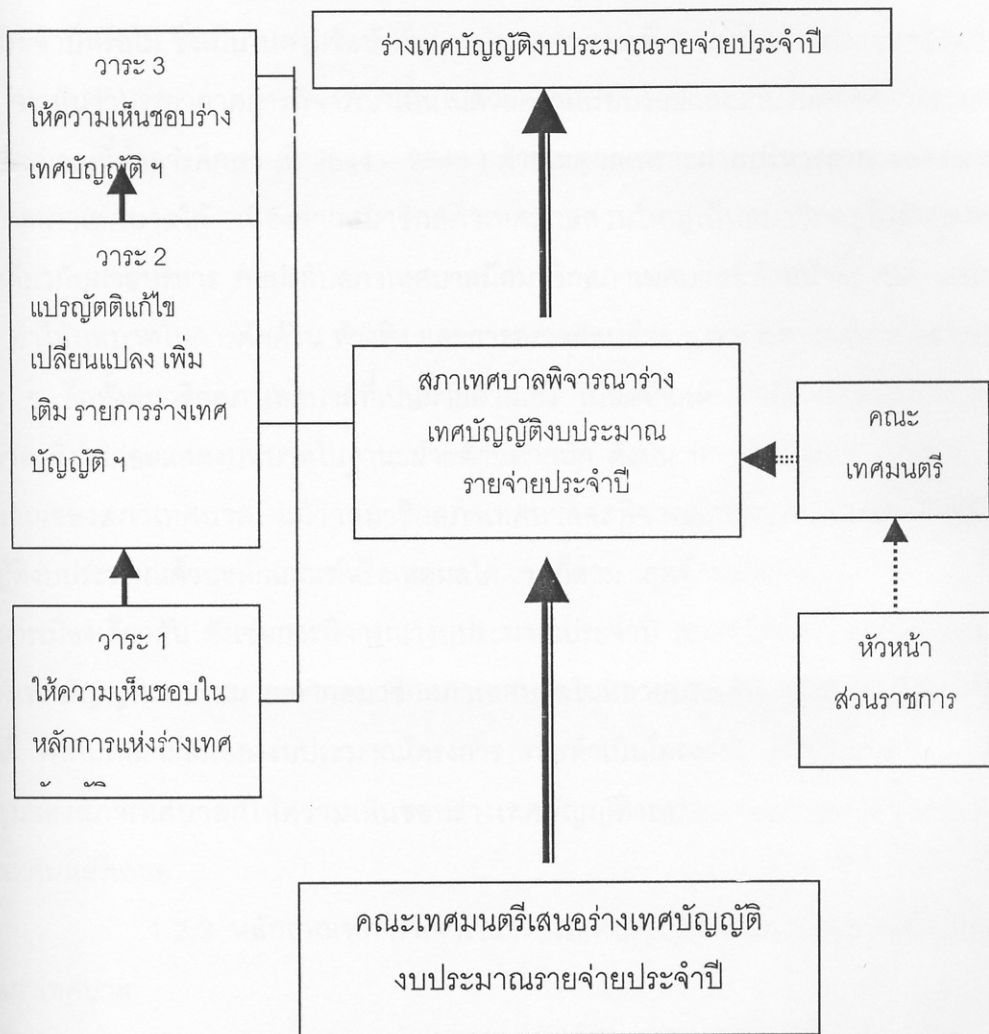 ร่างเทศบัญญัติงบประมาณรายจ่ายประจำปี
วาระ 3
ให้ความเห็นชอบร่าง
เทศบัญญัติ ฯ
วาระ 2
แปรญัตติแก้ไข
เปลี่ยนแปลง เพิ่ม
เติม รายการร่างเทศ
บัญญัติ ฯ
วาระ 1
ให้ความเห็นชอบใน
หลักการแห่งร่างเทศ
สภาเทศบาลพิจารณาร่าง
เทศบัญญัติงบประมาณ
รายจ่ายประจำปี
คณะ
เทศมนตรี
หัวหน้า
ส่วนราชการ
คณะเทศมนตรีเสนอร่างเทศบัญญัติ
งบประมาณรายจ่ายประจำปี